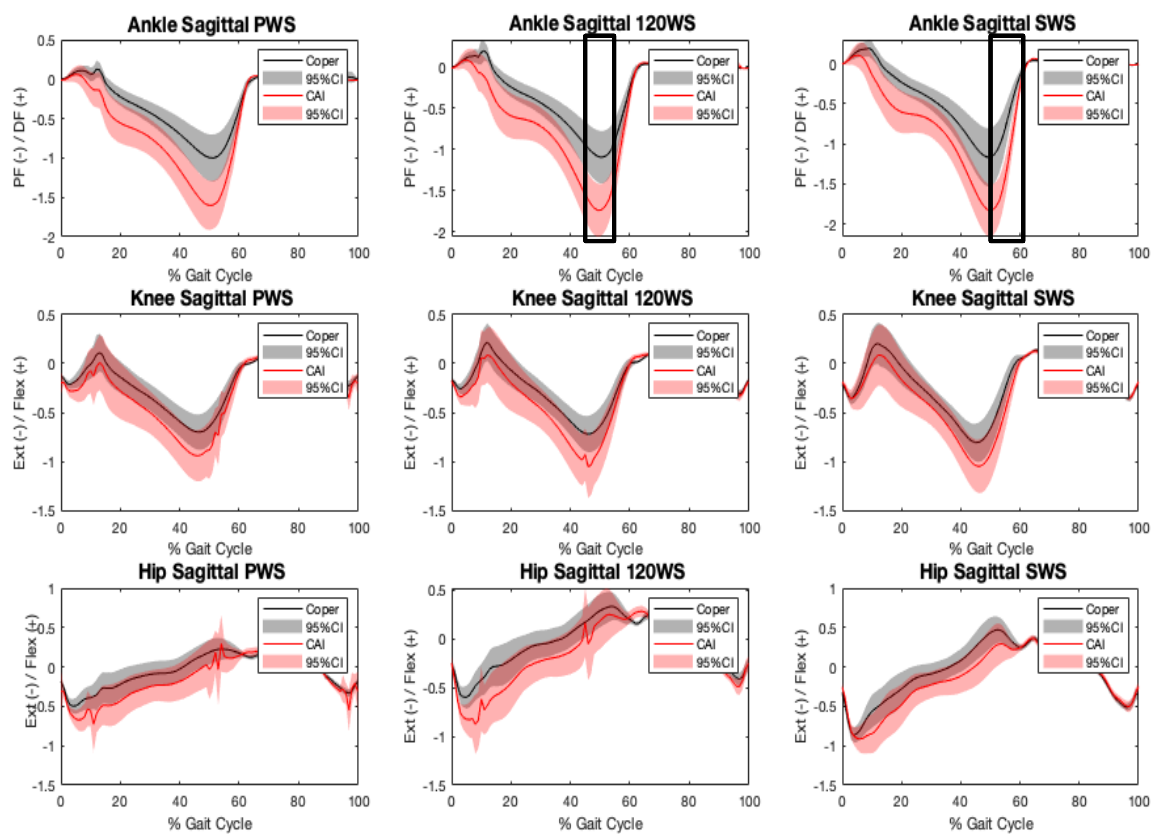 Ankle Sagittal PWS
Ankle Sagittal 120WS
Ankle Sagittal SWS
PF (-) / DF (+)
0.5
0
-0.5
-1
-1.5
-2
0 20 40 60 80 100
% Gait Cycle
Coper
95%CI
CAI
95%CI
PF (-) / DF (+)
0
-0.5
-1
-1.5
-2
0 20 40 60 80 100
% Gait Cycle
Coper
95%CI
CAI
95%CI
PF (-) / DF (+)
0.5
0
-0.5
-1
-1.5
-2
0 20 40 60 80 100
% Gait Cycle
Coper
95%CI
CAI
95%CI
Knee Sagittal PWS
Knee Sagittal 120WS
Knee Sagittal SWS
Ext (-) / Flex (+)
0.5
0
-0.5
-1
-1.5
0 20 40 60 80 100
% Gait Cycle
Coper
95%CI
CAI
95%CI
Ext (-) / Flex (+)
0.5
0
-0.5
-1
-1.5
0 20 40 60 80 100
% Gait Cycle
Coper
95%CI
CAI
95%CI
Ext (-) / Flex (+)
0.5
0
-0.5
-1
-1.5
0 20 40 60 80 100
% Gait Cycle
Coper
95%CI
CAI
95%CI
Hip Sagittal PWS
Hip Sagittal 120WS
Hip Sagittal SWS
Ext (-) / Flex (+)
1
0.5
0
-0.5
-1
-1.5
0 20 40 60 80 100
% Gait Cycle
Coper
95%CI
CAI
95%CI
Ext (-) / Flex (+)
0.5
0
-0.5
-1
-1.5
0 20 40 60 80 100
% Gait Cycle
Coper
95%CI
CAI
95%CI
Ext (-) / Flex (+)
1
0.5
0
-0.5
-1
-1.5
0 20 40 60 80 100
% Gait Cycle
Coper
95%CI
CAI
95%CI